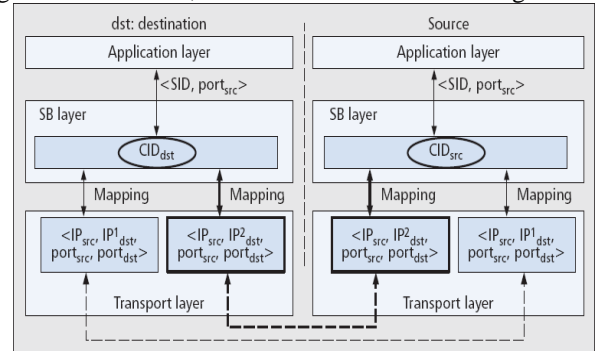 dst: destination
Source
Application layer
Application layer
<SID, portsrc>
<SID, portsrc>
SB layer
SB layer
CIDdst
CIDsrc
Mapping
Mapping
Mapping
Mapping
<IPsrc, IP1dst,
portsrc, portdst>
<IPsrc, IP2dst,
portsrc, portdst>
<IPsrc, IP2dst,
portsrc, portdst>
<IPsrc, IP1dst,
portsrc, portdst>
Transport layer
Transport layer